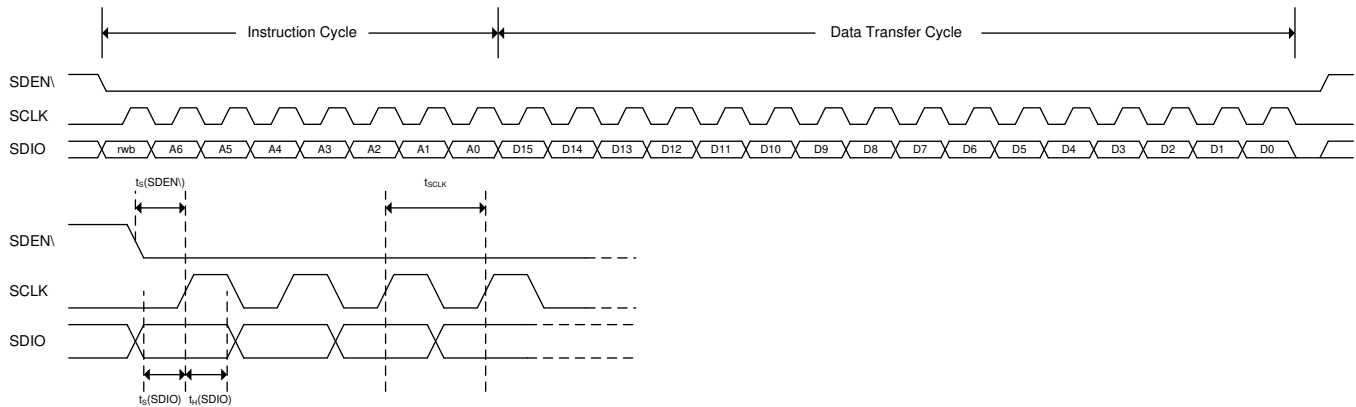 Instruction Cycle Data Transfer Cycle
SDEN\
SCLK
SDIO rwb A6 A5 A4 A3 A2 A1 A0 D15 D14 D13 D12 D11 D10 D9 D8 D7 D6 D5 D4 D3 D2 D1 D0
tS(SDEN\) tSCLK
SDEN\
SCLK
SDIO
tS(SDIO) tH(SDIO)